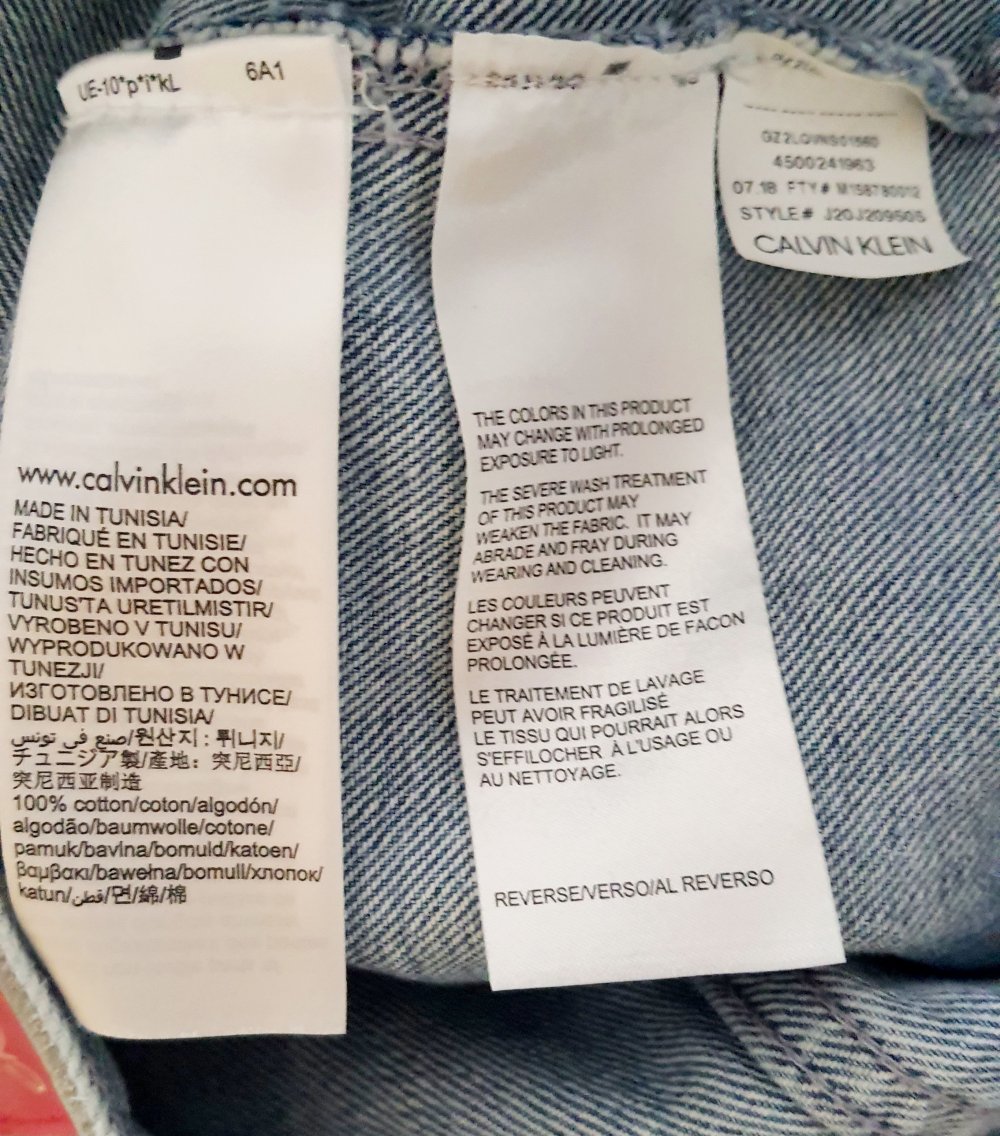 UE-10*p*i*kL 6A1
www.calvinklein.com
MADE IN TUNISIA/
FABRIQUÉ EN TUNISIE/
HECHO EN TUNEZ CON
INSUMOS IMPORTADOS/
TUNUS'TA URETILMISTIR/
VYROBENO V TUNISU/
WYPRODUKOWANO W
TUNEZJI/
ИЗГОТОВЛЕНО В ТУНИСЕ/
DIBUAT DI TUNISIA/
صنع في تونس/원산지 : 튀니지/
チュニジア製/產地：突尼西亞/
突尼西亚制造
100% cotton/coton/algodón/
algodão/baumwolle/cotone/
pamuk/bavlna/bomuld/katoen/
βαμβακι/bawełna/bomull/хлопок/
katun/قطن/면/綿/棉
THE COLORS IN THIS PRODUCT
MAY CHANGE WITH PROLONGED
EXPOSURE TO LIGHT.
THE SEVERE WASH TREATMENT
OF THIS PRODUCT MAY
WEAKEN THE FABRIC. IT MAY
ABRADE AND FRAY DURING
WEARING AND CLEANING.
LES COULEURS PEUVENT
CHANGER SI CE PRODUIT EST
EXPOSÉ À LA LUMIÈRE DE FACON
PROLONGÉE.
LE TRAITEMENT DE LAVAGE
PEUT AVOIR FRAGILISÉ
LE TISSU QUI POURRAIT ALORS
S'EFFILOCHER À L'USAGE OU
AU NETTOYAGE.
REVERSE/VERSO/AL REVERSO
4500241963
07.18 FTY# M158780012
STYLE# J20J209505
CALVIN KLEIN